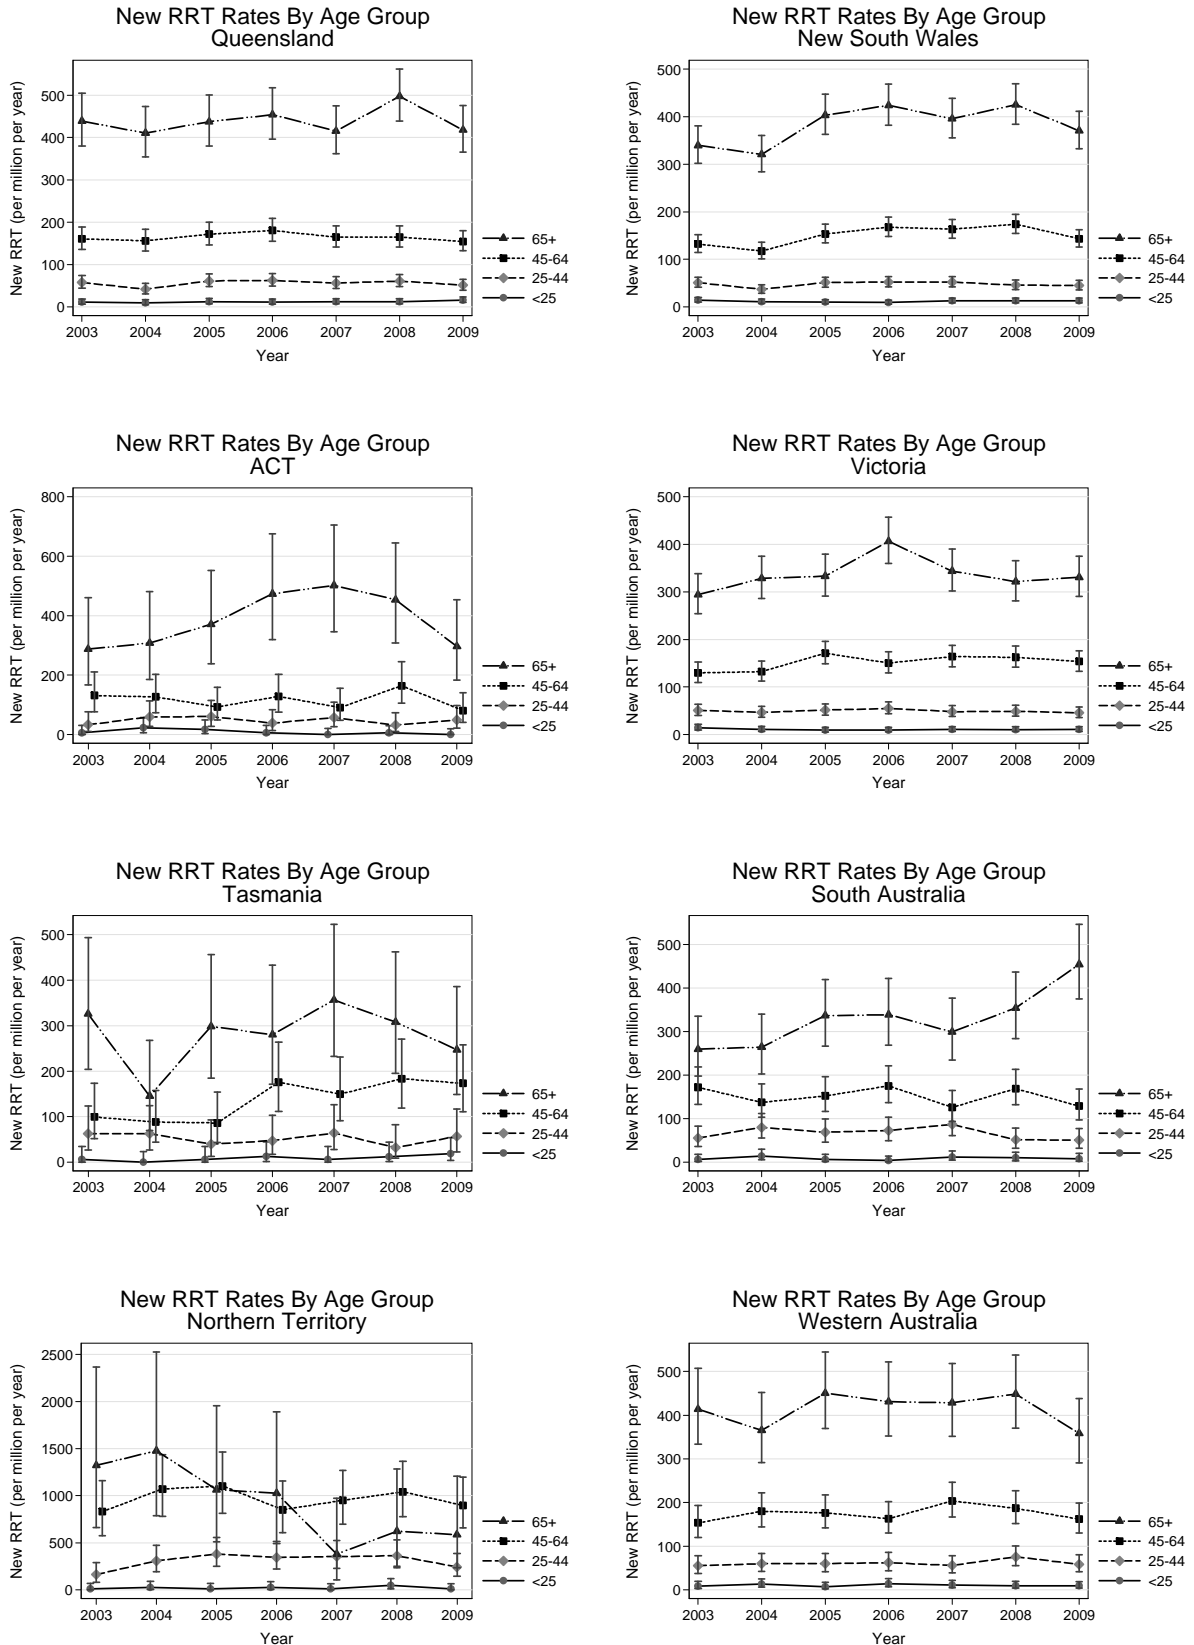 New RRT Rates By Age Group
Queensland
New RRT (per million per year)
500
400
300
200
100
0
2003 2004 2005 2006 2007 2008 2009
Year
65+
45-64
25-44
<25
New RRT Rates By Age Group
New South Wales
New RRT (per million per year)
500
400
300
200
100
0
2003 2004 2005 2006 2007 2008 2009
Year
65+
45-64
25-44
<25
New RRT Rates By Age Group
ACT
New RRT (per million per year)
800
600
400
200
0
2003 2004 2005 2006 2007 2008 2009
Year
65+
45-64
25-44
<25
New RRT Rates By Age Group
Victoria
New RRT (per million per year)
500
400
300
200
100
0
2003 2004 2005 2006 2007 2008 2009
Year
65+
45-64
25-44
<25
New RRT Rates By Age Group
Tasmania
New RRT (per million per year)
500
400
300
200
100
0
2003 2004 2005 2006 2007 2008 2009
Year
65+
45-64
25-44
<25
New RRT Rates By Age Group
South Australia
New RRT (per million per year)
500
400
300
200
100
0
2003 2004 2005 2006 2007 2008 2009
Year
65+
45-64
25-44
<25
New RRT Rates By Age Group
Northern Territory
New RRT (per million per year)
2500
2000
1500
1000
500
0
2003 2004 2005 2006 2007 2008 2009
Year
65+
45-64
25-44
<25
New RRT Rates By Age Group
Western Australia
New RRT (per million per year)
500
400
300
200
100
0
2003 2004 2005 2006 2007 2008 2009
Year
65+
45-64
25-44
<25